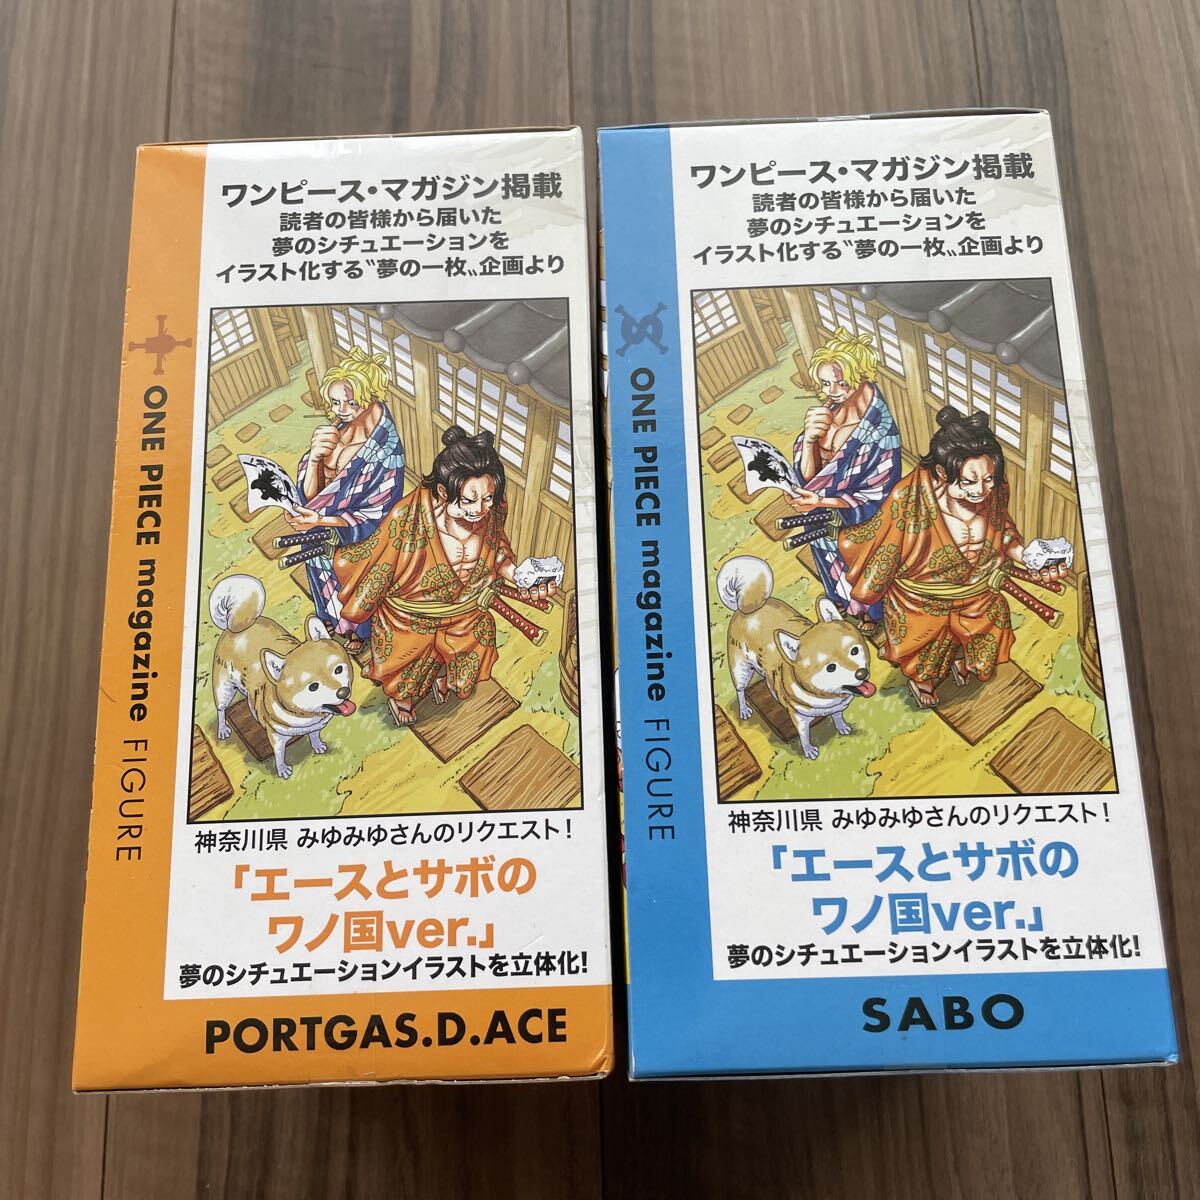 ワンピース・マガジン掲載
読者の皆様から届いた
夢のシチュエーションを
イラスト化する〝夢の一枚〟企画より
ONE PIECE magazine FIGURE
神奈川県 みゆみゆさんのリクエスト!
「エースとサボの
ワノ国ver.」
夢のシチュエーションイラストを立体化!
PORTGAS.D.ACE
ワンピース・マガジン掲載
読者の皆様から届いた
夢のシチュエーションを
イラスト化する〝夢の一枚〟企画より
ONE PIECE magazine FIGURE
神奈川県 みゆみゆさんのリクエスト!
「エースとサボの
ワノ国ver.」
夢のシチュエーションイラストを立体化!
SABO